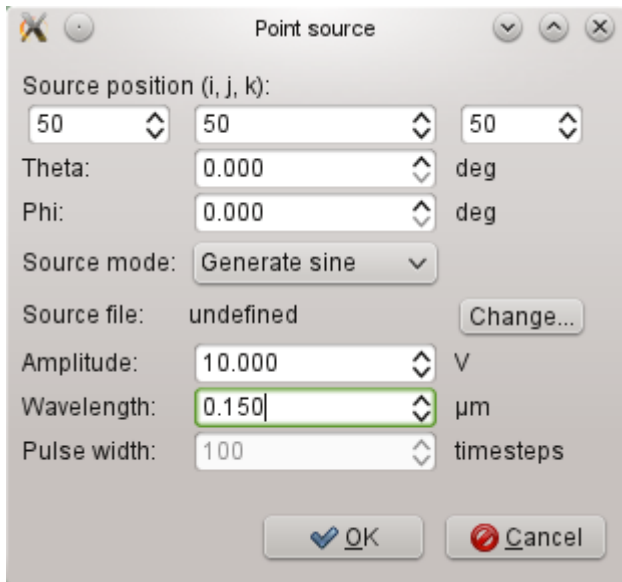 Point source
Source position (i, j, k):
50 50 50
Theta: 0.000 deg
Phi: 0.000 deg
Source mode: Generate sine
Source file: undefined Change...
Amplitude: 10.000 V
Wavelength: 0.150 µm
Pulse width: 100 timesteps
OK Cancel